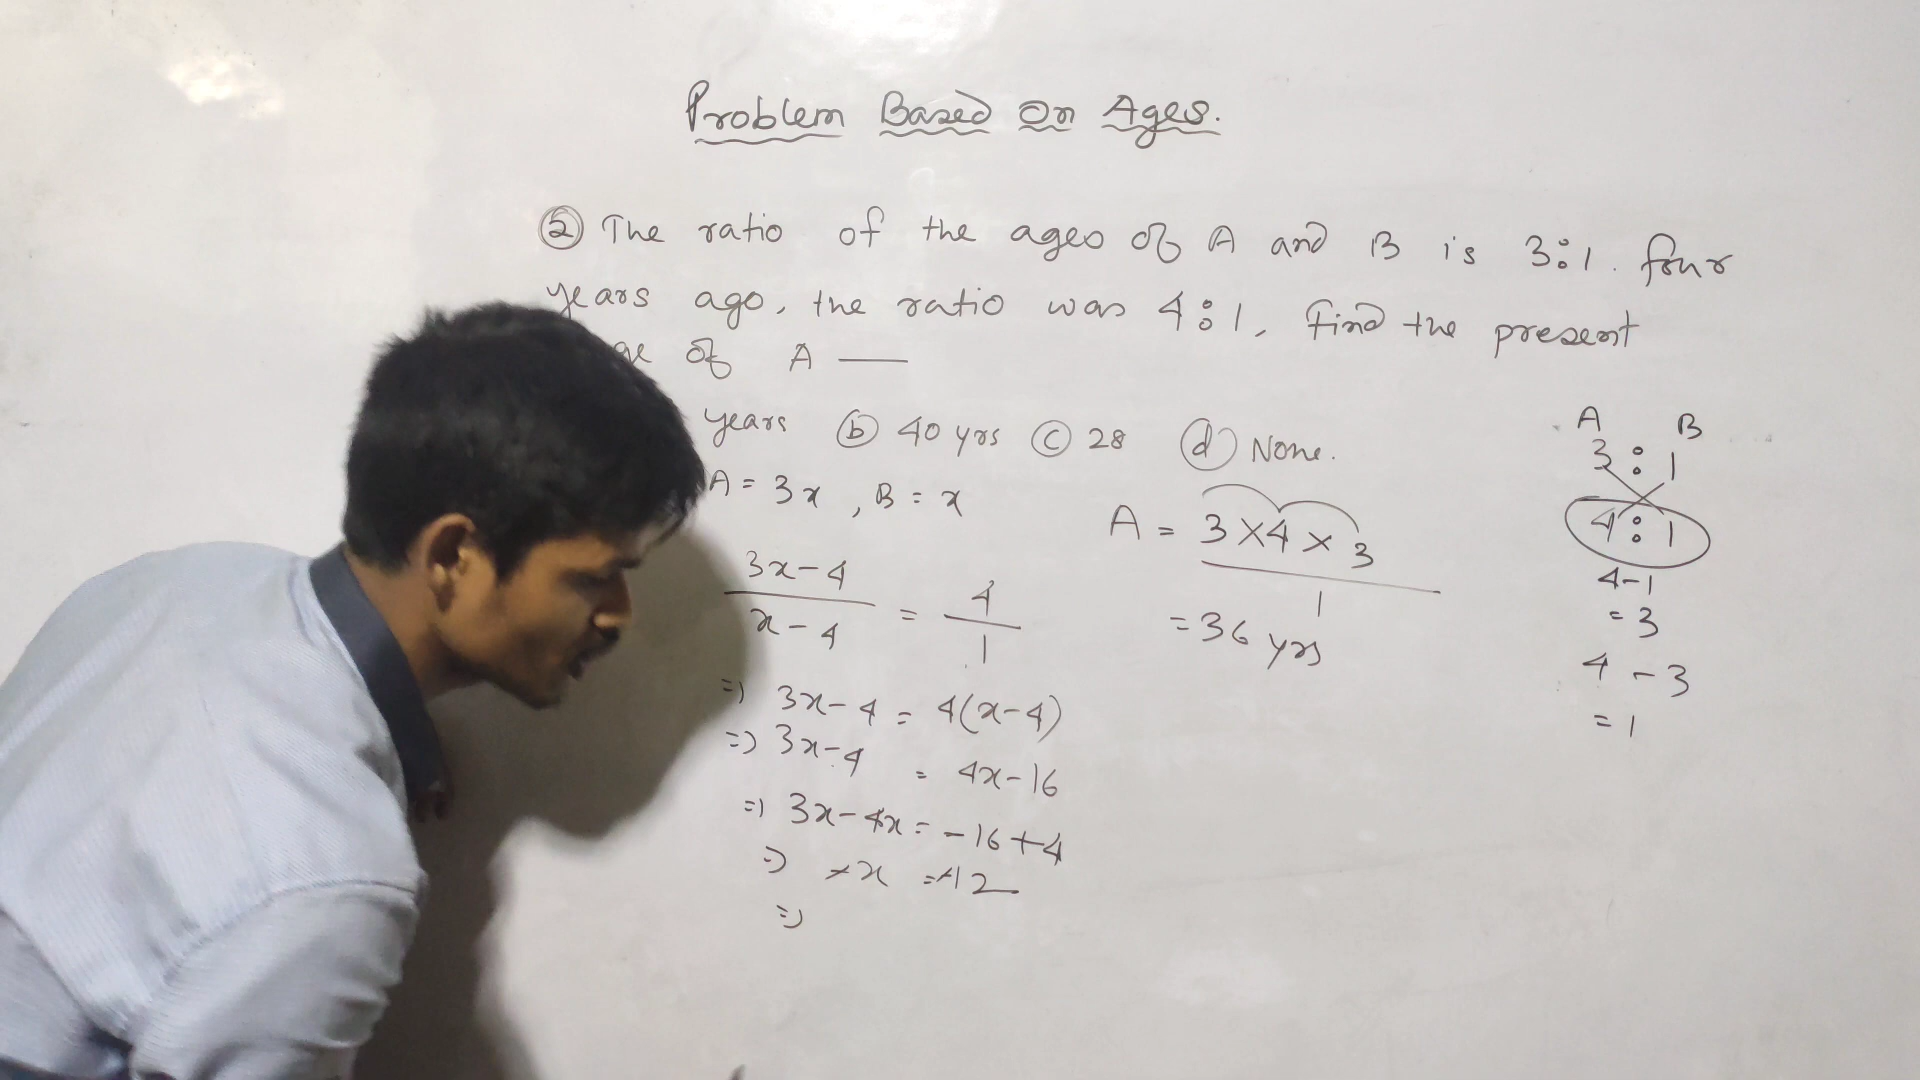 Problem Based On Ages.
② The ratio of the ages of A and B is 3:1. four
years ago, the ratio was 4:1, find the present
ge of A —
years ⓑ 40 yrs ⓒ 28 ⓓ None.
A = 3x, B = x
3x-4 / x-4 = 4 / 1
=) 3x-4 = 4(x-4)
=) 3x-4 = 4x-16
=) 3x-4x = -16+4
=) -x = -12
=)
A = 3×4×3 / 1
= 36 yrs
A B
3 : 1
4 : 1
4-1
= 3
4-3
= 1